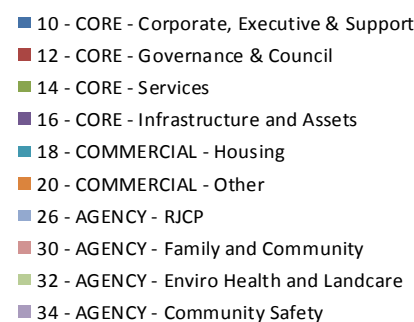 10 - CORE - Corporate, Executive & Support
12 - CORE - Governance & Council
14 - CORE - Services
16 - CORE - Infrastructure and Assets
18 - COMMERCIAL - Housing
20 - COMMERCIAL - Other
26 - AGENCY - RJCP
30 - AGENCY - Family and Community
32 - AGENCY - Enviro Health and Landcare
34 - AGENCY - Community Safety